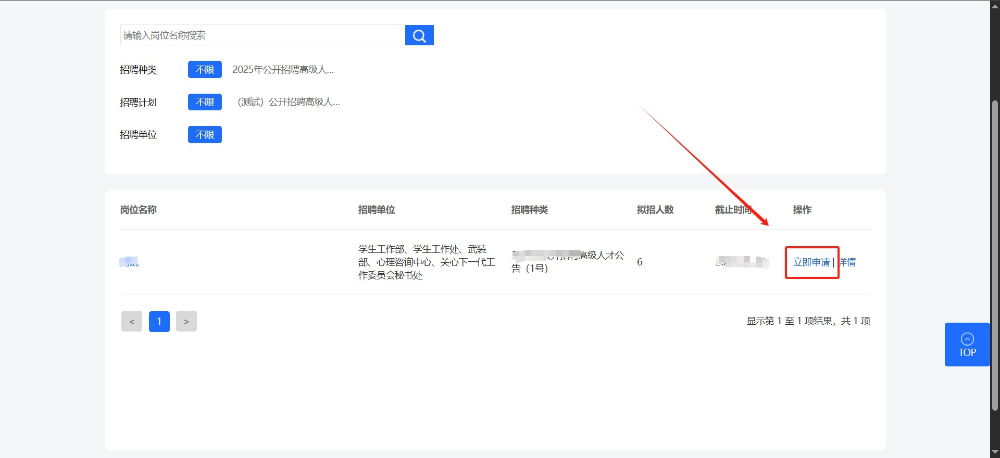 请输入岗位名称搜索
招聘种类 不限 2025年公开招聘高级人...
招聘计划 不限 （测试）公开招聘高级人...
招聘单位 不限
岗位名称 招聘单位 招聘种类 拟招人数 截止时间 操作
学生工作部、学生工作处、武装
部、心理咨询中心、关心下一代工
作委员会秘书处
高级人才公
告（1号）
6
立即申请 | 详情
< 1 >
显示第 1 至 1 项结果，共 1 项
TOP